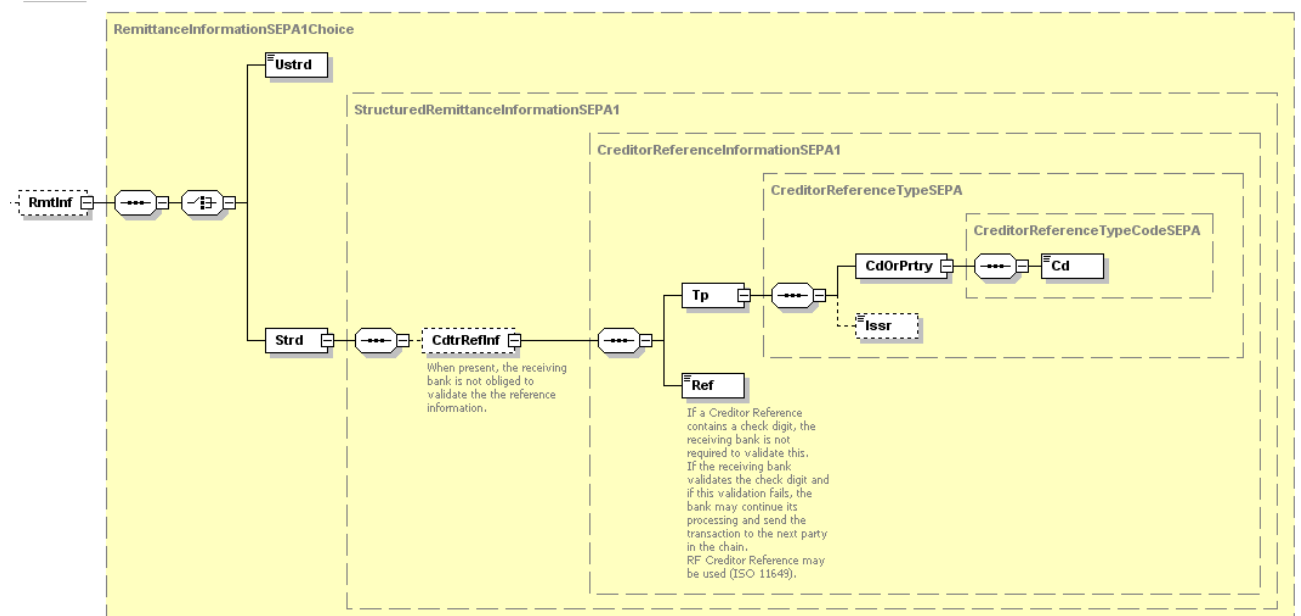 RemittanceInformationSEPA1Choice
Ustrd
StructuredRemittanceInformationSEPA1
CreditorReferenceInformationSEPA1
CreditorReferenceTypeSEPA
RmtInf
CreditorReferenceTypeCodeSEPA
CdOrPrtry
Cd
Tp
Issr
Strd
CdtrRefInf
When present, the receiving
bank is not obliged to
validate the the reference
information.
Ref
If a Creditor Reference
contains a check digit, the
receiving bank is not
required to validate this.
If the receiving bank
validates the check digit and
if this validation fails, the
bank may continue its
processing and send the
transaction to the next party
in the chain.
RF Creditor Reference may
be used (ISO 11649).